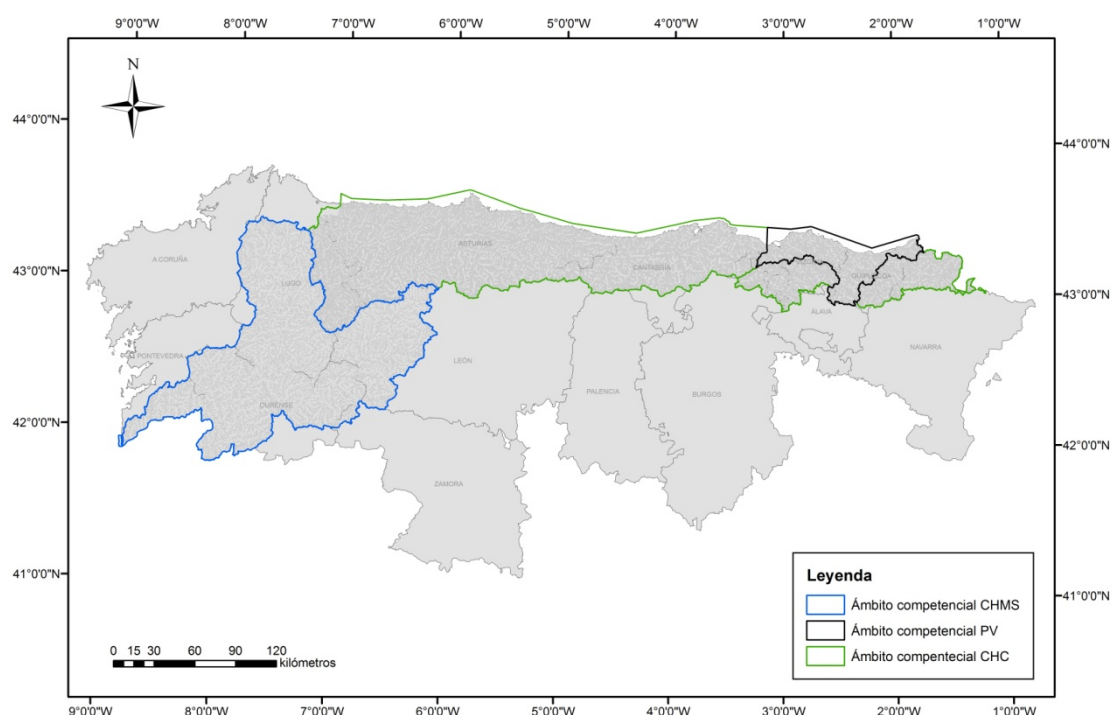 9°0'0"W 8°0'0"W 7°0'0"W 6°0'0"W 5°0'0"W 4°0'0"W 3°0'0"W 2°0'0"W 1°0'0"W
N
44°0'0"N
44°0'0"N
ASTURIAS
A CORUÑA
CANTABRIA
43°0'0"N
LUGO
43°0'0"N
ÁLAVA
NAVARRA
PONTEVEDRA
LEÓN
PALENCIA
BURGOS
OURENSE
42°0'0"N
42°0'0"N
ZAMORA
41°0'0"N
41°0'0"N
Leyenda
Ámbito competencial CHMS
Ámbito competencial PV
Ámbito compentecial CHC
0 15 30 60 90 120
kilómetros
9°0'0"W 8°0'0"W 7°0'0"W 6°0'0"W 5°0'0"W 4°0'0"W 3°0'0"W 2°0'0"W 1°0'0"W